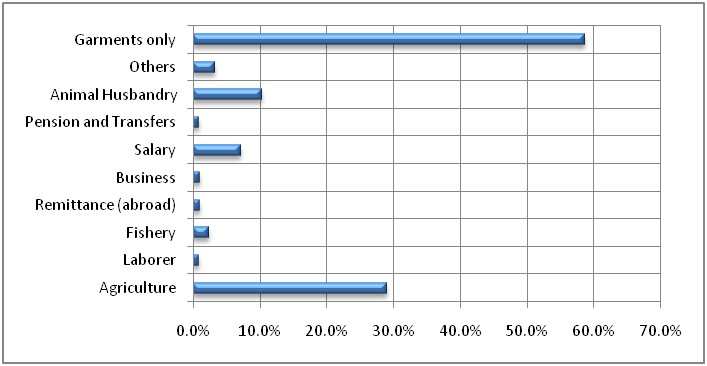 Garments only
Others
Animal Husbandry
Pension and Transfers
Salary
Business
Remittance (abroad)
Fishery
Laborer
Agriculture
0.0% 10.0% 20.0% 30.0% 40.0% 50.0% 60.0% 70.0%